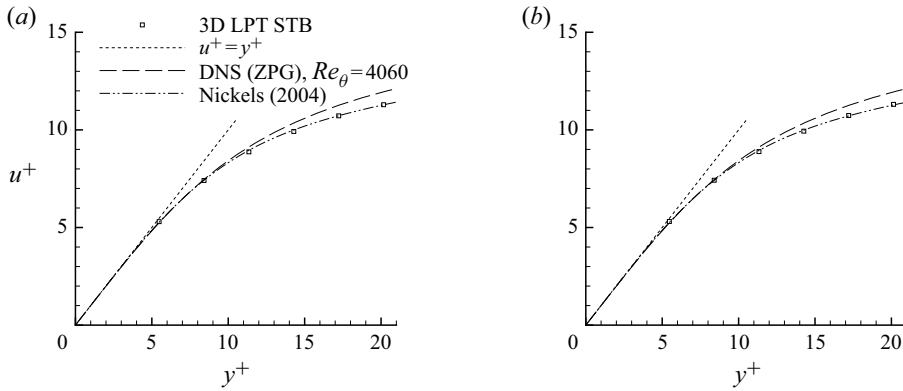 (a)
15
10
5
0
5
10
15
20
u⁺
y⁺
3D LPT STB
u⁺ = y⁺
DNS (ZPG), Re_θ = 4060
Nickels (2004)
(b)
15
10
5
0
5
10
15
20
y⁺